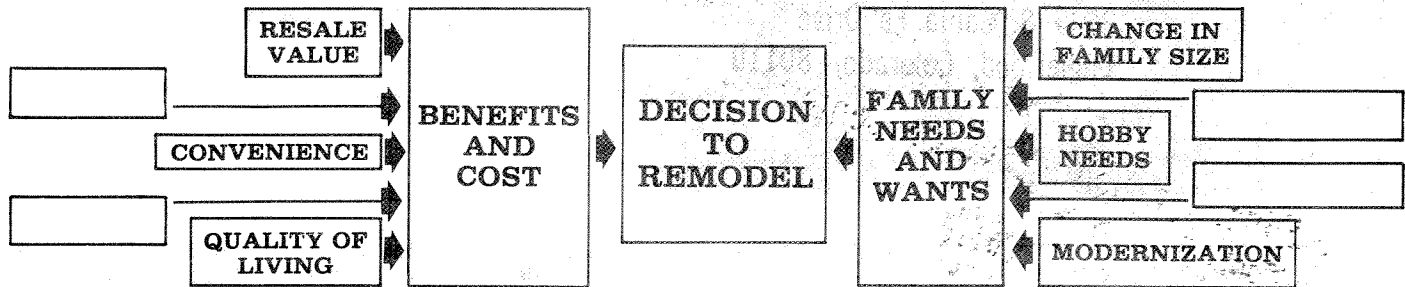 RESALE
VALUE
CONVENIENCE
QUALITY OF
LIVING
BENEFITS
AND
COST
DECISION
TO
REMODEL
FAMILY
NEEDS
AND
WANTS
CHANGE IN
FAMILY SIZE
HOBBY
NEEDS
MODERNIZATION